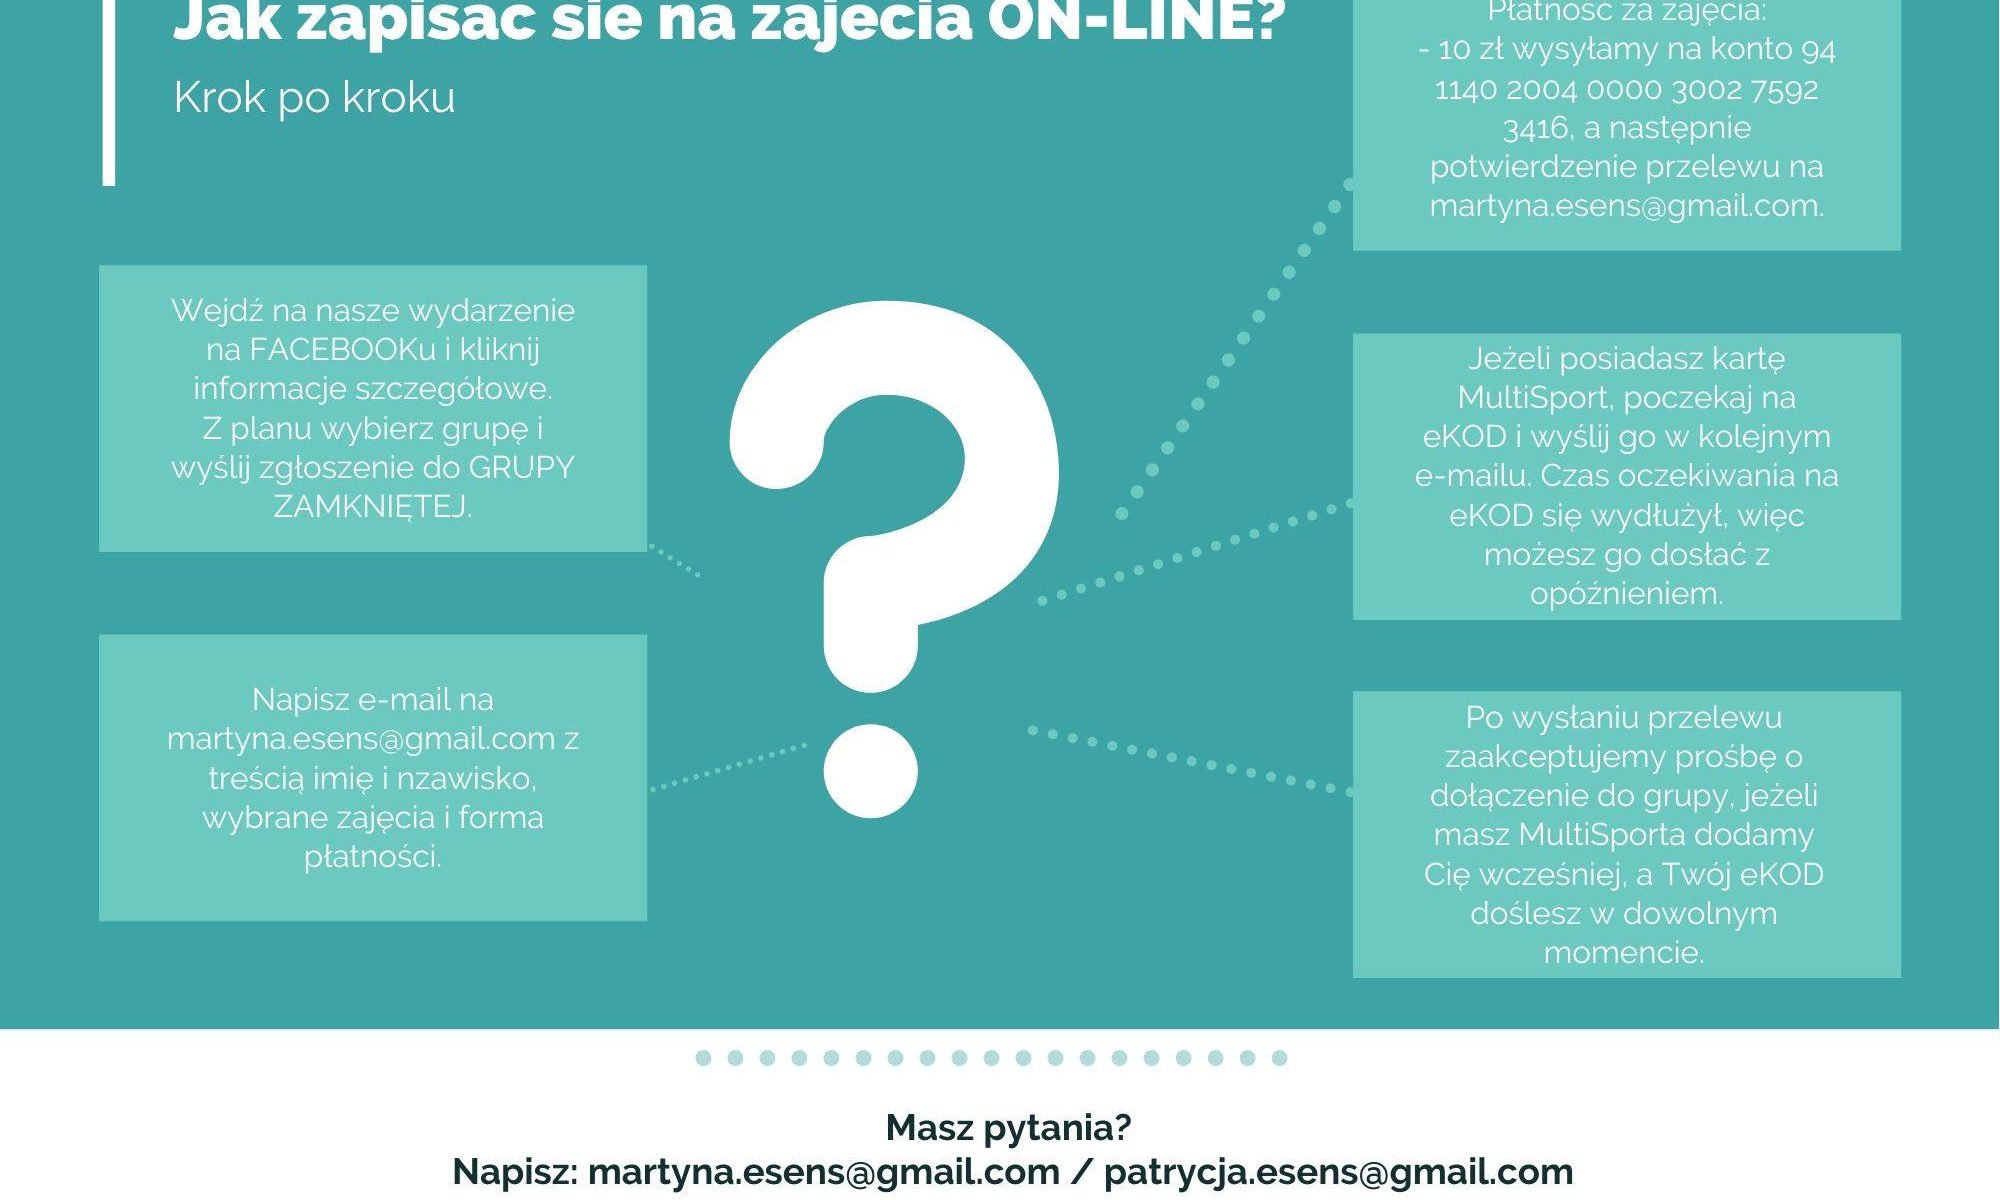 Jak zapisac sie na zajecia ON-LINE?
Krok po kroku
Wejdź na nasze wydarzenie
na FACEBOOKu i kliknij
informacje szczegółowe.
Z planu wybierz grupę i
wyślij zgłoszenie do GRUPY
ZAMKNIĘTEJ.
Napisz e-mail na
martyna.esens@gmail.com z
treścią imię i nzawisko,
wybrane zajęcia i forma
płatności.
Płatność za zajęcia:
- 10 zł wysyłamy na konto 94
1140 2004 0000 3002 7592
3416, a następnie
potwierdzenie przelewu na
martyna.esens@gmail.com.
Jeżeli posiadasz kartę
MultiSport, poczekaj na
eKOD i wyślij go w kolejnym
e-mailu. Czas oczekiwania na
eKOD się wydłużył, więc
możesz go dosłać z
opóźnieniem.
Po wysłaniu przelewu
zaakceptujemy prośbę o
dołączenie do grupy, jeżeli
masz MultiSporta dodamy
Cię wcześniej, a Twój eKOD
doślesz w dowolnym
momencie.
Masz pytania?
Napisz: martyna.esens@gmail.com / patrycja.esens@gmail.com